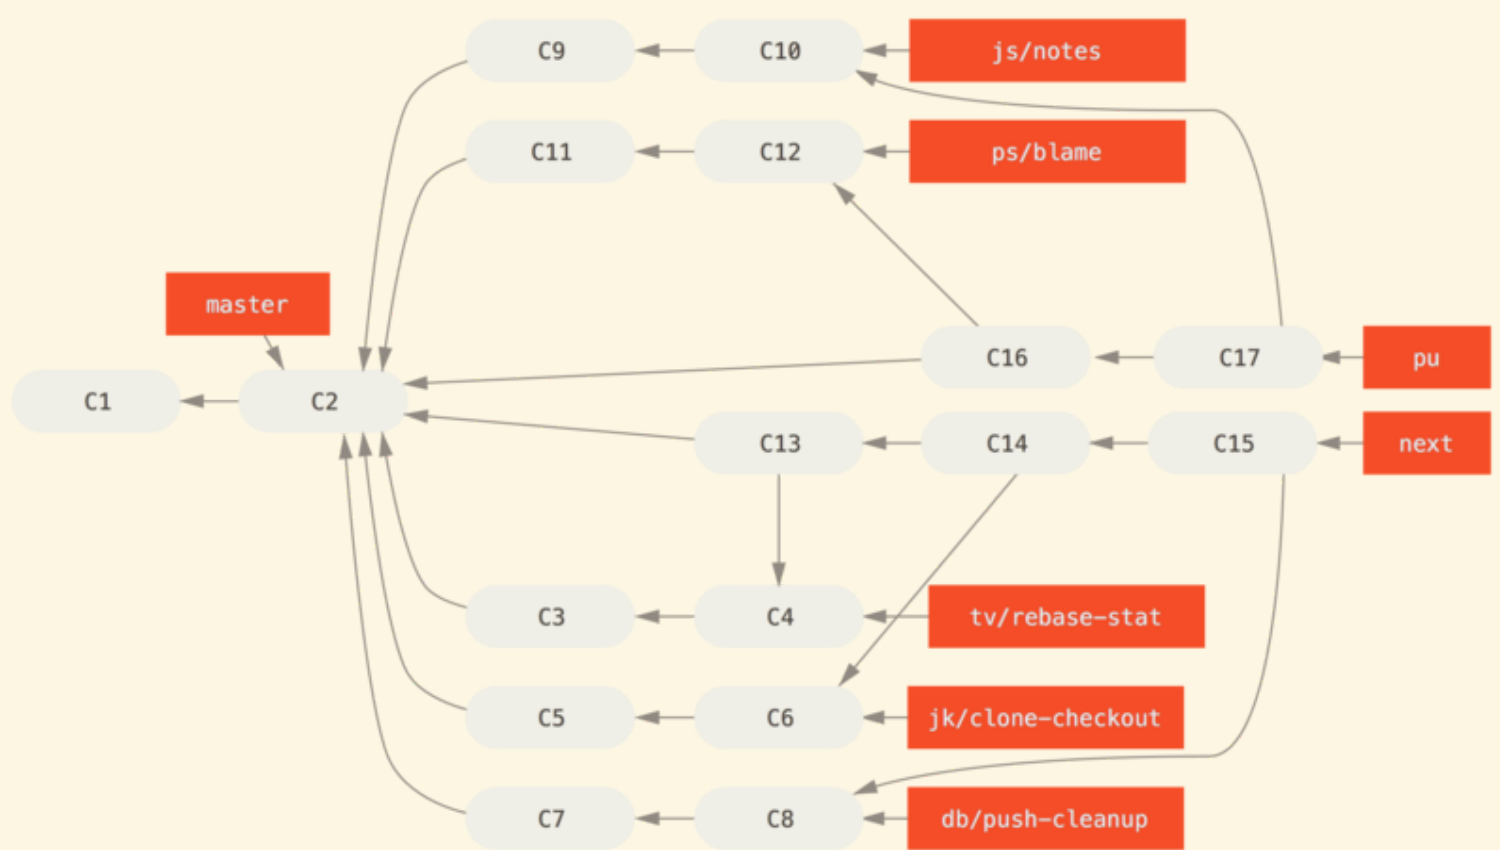 C9
C10
js/notes
C11
C12
ps/blame
master
C16
C17
pu
C1
C2
C13
C14
C15
next
C3
C4
tv/rebase-stat
C5
C6
jk/clone-checkout
C7
C8
db/push-cleanup